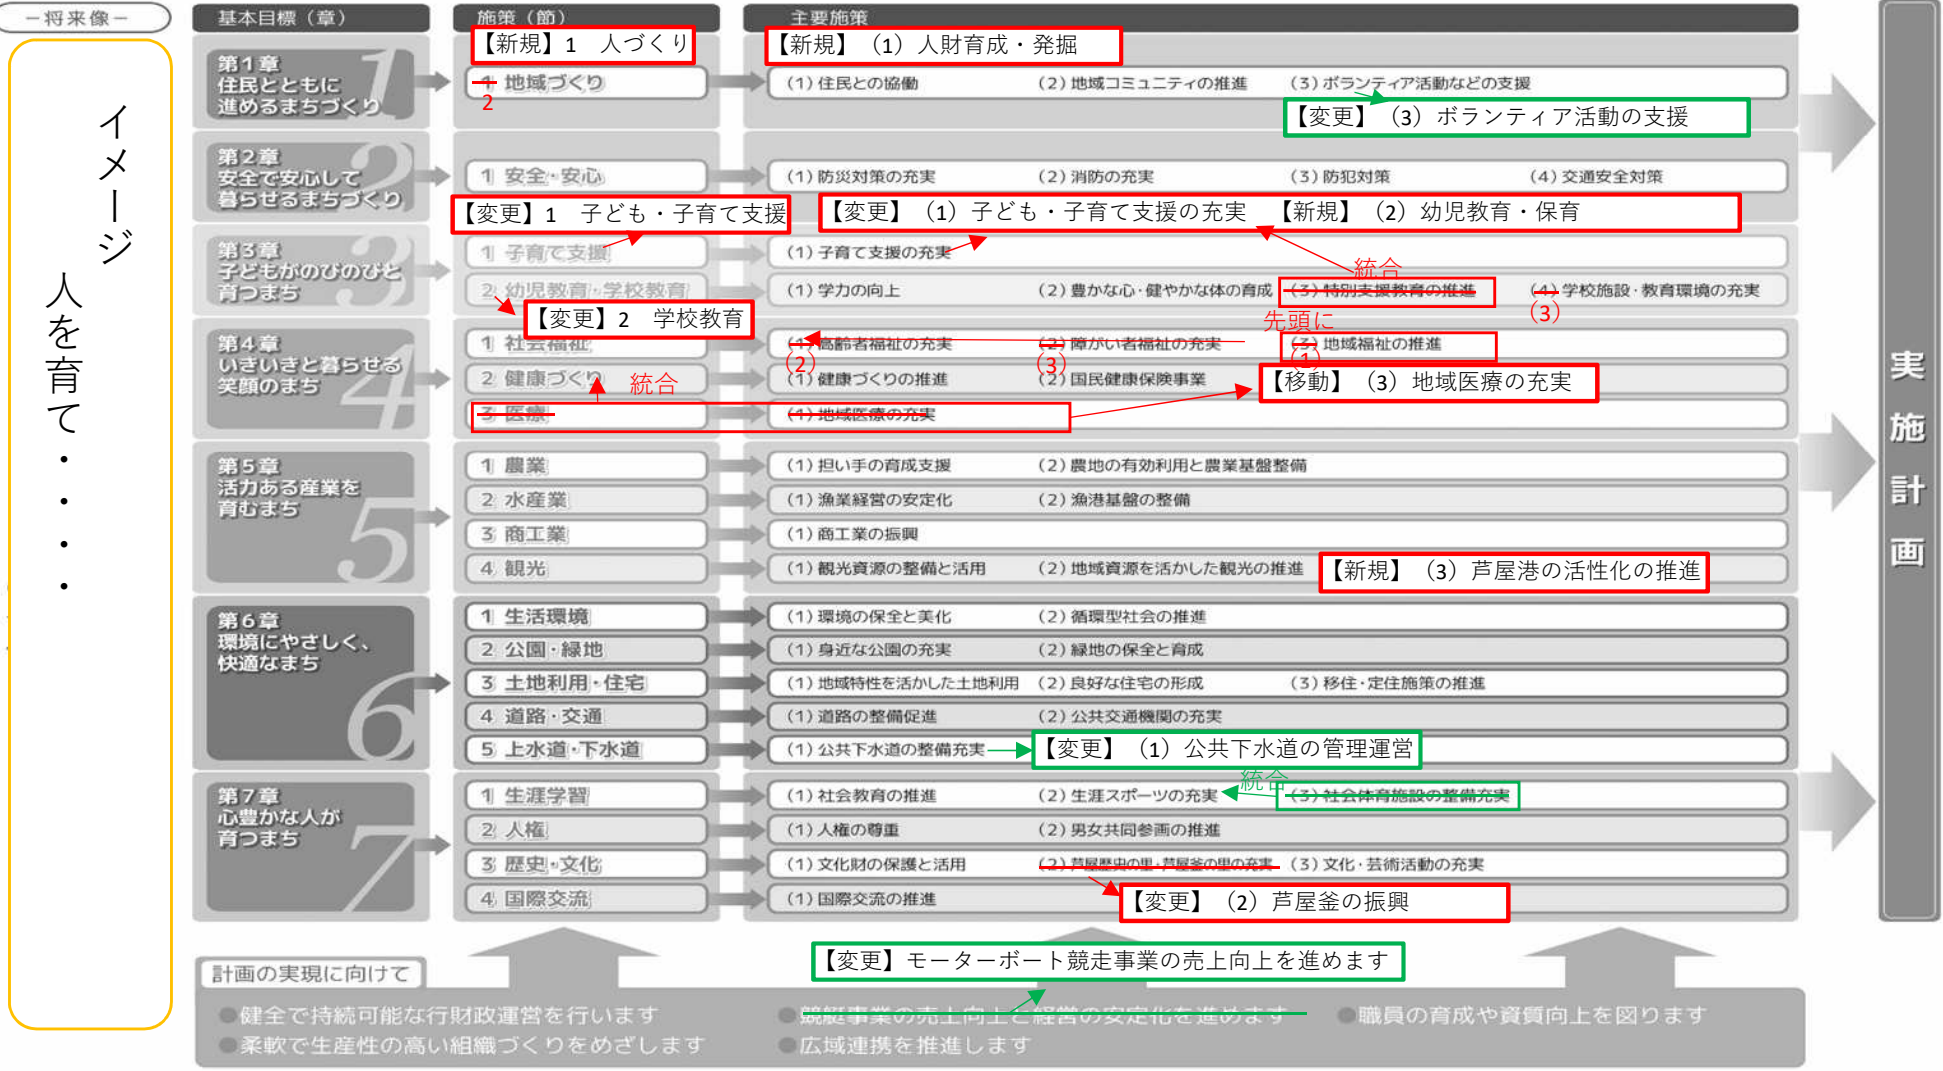 －将来像－
基本目標（章）
施策（節）
主要施策
イメージ
人を育て・・・・
【新規】1　人づくり
【新規】（1）人財育成・発掘
第1章
住民とともに
進めるまちづくり
1
1 地域づくり
2
(1)住民との協働
(2)地域コミュニティの推進
(3)ボランティア活動などの支援
【変更】（3）ボランティア活動の支援
第2章
安全で安心して
暮らせるまちづくり
2
1 安全・安心
(1)防災対策の充実
(2)消防の充実
(3)防犯対策
(4)交通安全対策
【変更】1　子ども・子育て支援
【変更】（1）子ども・子育て支援の充実　【新規】（2）幼児教育・保育
第3章
子どもがのびのびと
育つまち
3
1 子育て支援
(1)子育て支援の充実
統合
2 幼児教育・学校教育
(1)学力の向上
(2)豊かな心・健やかな体の育成
(3)特別支援教育の推進
(4)学校施設・教育環境の充実
(3)
【変更】2　学校教育
先頭に
第4章
いきいきと暮らせる
笑顔のまち
4
1 社会福祉
(1)高齢者福祉の充実
(2)障がい者福祉の充実
(3)地域福祉の推進
(2)
(3)
(1)
2 健康づくり
統合
(1)健康づくりの推進
(2)国民健康保険事業
【移動】（3）地域医療の充実
3 医療
(1)地域医療の充実
第5章
活力ある産業を
育むまち
5
1 農業
(1)担い手の育成支援
(2)農地の有効利用と農業基盤整備
2 水産業
(1)漁業経営の安定化
(2)漁港基盤の整備
3 商工業
(1)商工業の振興
4 観光
(1)観光資源の整備と活用
(2)地域資源を活かした観光の推進
【新規】（3）芦屋港の活性化の推進
第6章
環境にやさしく、
快適なまち
6
1 生活環境
(1)環境の保全と美化
(2)循環型社会の推進
2 公園・緑地
(1)身近な公園の充実
(2)緑地の保全と育成
3 土地利用・住宅
(1)地域特性を活かした土地利用
(2)良好な住宅の形成
(3)移住・定住施策の推進
4 道路・交通
(1)道路の整備促進
(2)公共交通機関の充実
5 上水道・下水道
(1)公共下水道の整備充実
【変更】（1）公共下水道の管理運営
第7章
心豊かな人が
育つまち
7
1 生涯学習
(1)社会教育の推進
(2)生涯スポーツの充実
統合
(3)社会体育施設の整備充実
2 人権
(1)人権の尊重
(2)男女共同参画の推進
3 歴史・文化
(1)文化財の保護と活用
(2)芦屋歴史の里・芦屋釜の里の充実
(3)文化・芸術活動の充実
4 国際交流
(1)国際交流の推進
【変更】（2）芦屋釜の振興
実施計画
計画の実現に向けて
【変更】モーターボート競走事業の売上向上を進めます
●健全で持続可能な行財政運営を行います
●競艇事業の売上向上と経営の安定化を進めます
●職員の育成や資質向上を図ります
●柔軟で生産性の高い組織づくりをめざします
●広域連携を推進します